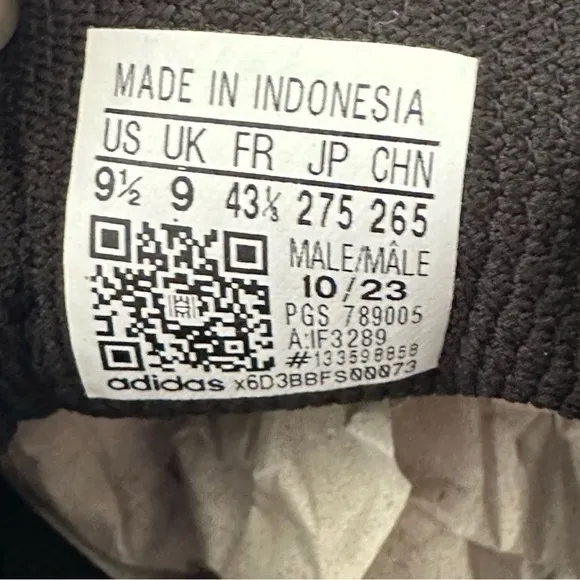 MADE IN INDONESIA
US UK FR JP CHN
9½ 9 43⅓ 275 265
MALE/MÂLE
10/23
PGS 789005
A:IF3289
#133598858
adidas x6D3BBFS00073